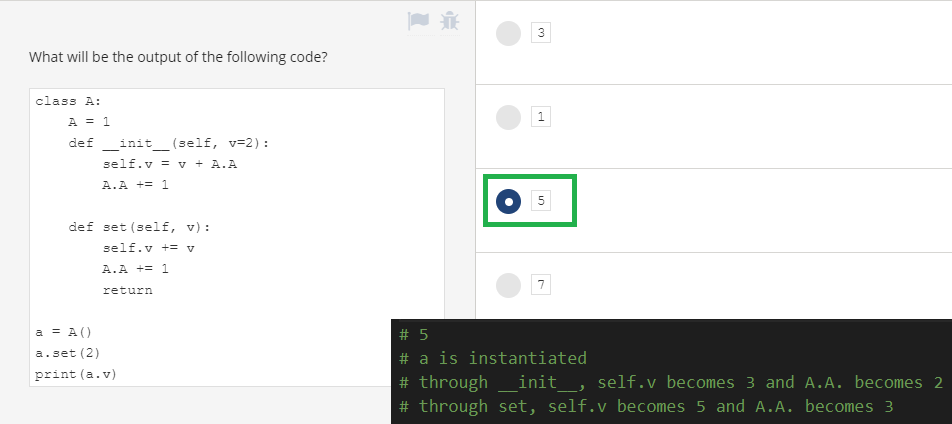 What will be the output of the following code?
class A:
    A = 1
    def __init__(self, v=2):
        self.v = v + A.A
        A.A += 1

    def set(self, v):
        self.v += v
        A.A += 1
        return

a = A()
a.set(2)
print(a.v)
3
1
5
7
# 5
# a is instantiated
# through __init__, self.v becomes 3 and A.A. becomes 2
# through set, self.v becomes 5 and A.A. becomes 3